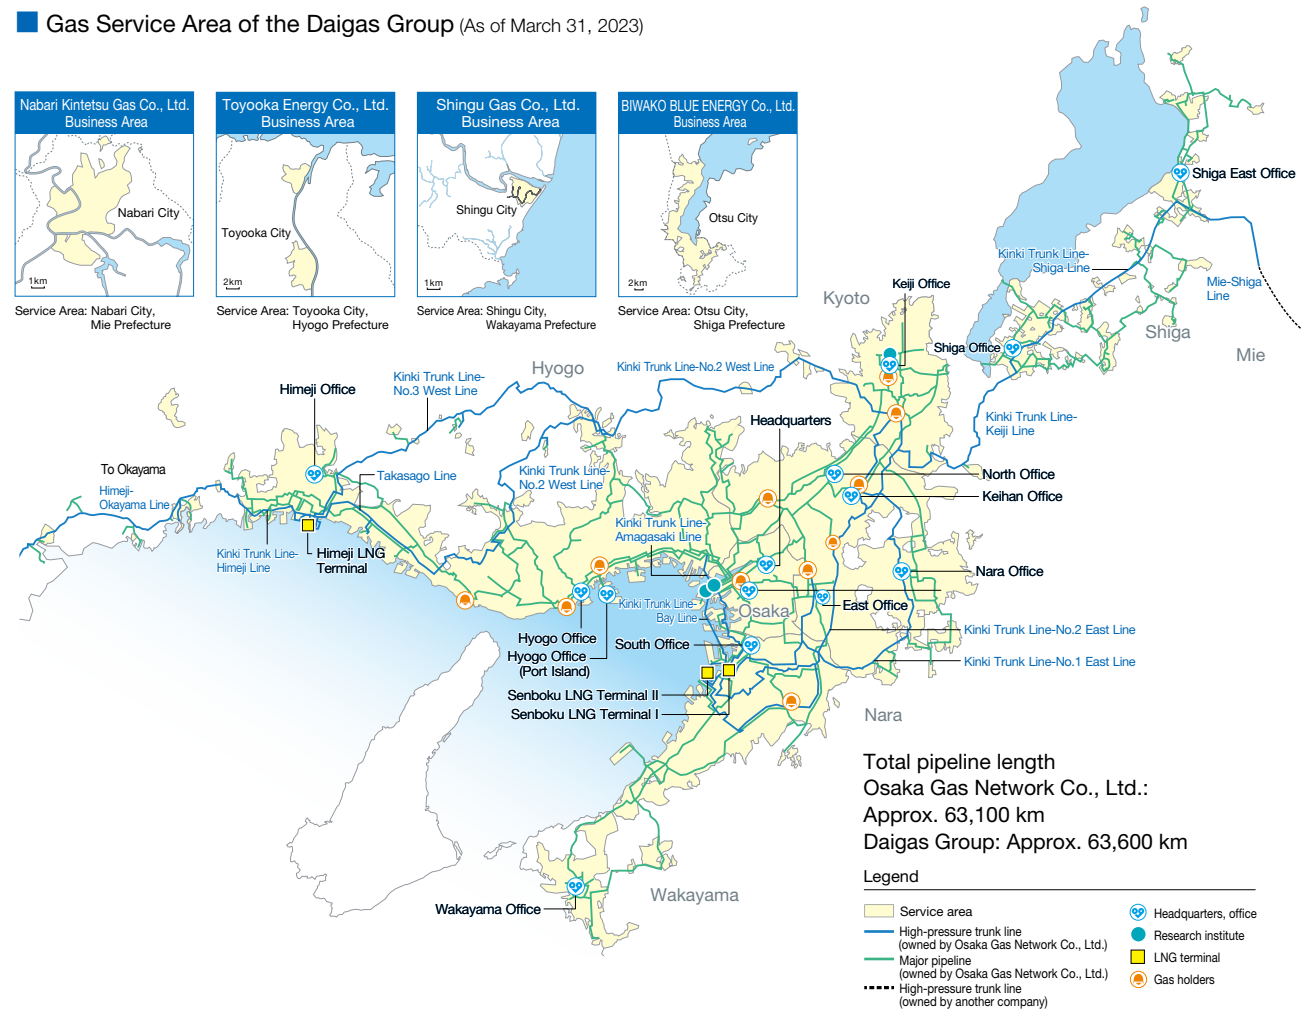 Gas Service Area of the Daigas Group (As of March 31, 2023)
Nabari Kintetsu Gas Co., Ltd.
Business Area
Nabari City
1km
Service Area: Nabari City,
Mie Prefecture
Toyooka Energy Co., Ltd.
Business Area
Toyooka City
2km
Service Area: Toyooka City,
Hyogo Prefecture
Shingu Gas Co., Ltd.
Business Area
Shingu City
1km
Service Area: Shingu City,
Wakayama Prefecture
BIWAKO BLUE ENERGY Co., Ltd.
Business Area
Otsu City
2km
Service Area: Otsu City,
Shiga Prefecture
Shiga East Office
Kinki Trunk Line-
Shiga Line
Mie-Shiga
Line
Keiji Office
Kyoto
Shiga
Shiga Office
Mie
Hyogo
Kinki Trunk Line-No.2 West Line
Kinki Trunk Line-
No.3 West Line
Himeji Office
Headquarters
Kinki Trunk Line-
Keiji Line
To Okayama
Himeji-
Okayama Line
Takasago Line
Kinki Trunk Line-
No.2 West Line
North Office
Keihan Office
Kinki Trunk Line-
Amagasaki Line
Kinki Trunk Line-
Himeji Line
Himeji LNG
Terminal
Nara Office
Kinki Trunk Line-
Bay Line
Osaka
East Office
Hyogo Office
Hyogo Office
(Port Island)
South Office
Kinki Trunk Line-No.2 East Line
Kinki Trunk Line-No.1 East Line
Senboku LNG Terminal II
Senboku LNG Terminal I
Nara
Wakayama
Wakayama Office
Total pipeline length
Osaka Gas Network Co., Ltd.:
Approx. 63,100 km
Daigas Group: Approx. 63,600 km
Legend
Service area
High-pressure trunk line
(owned by Osaka Gas Network Co., Ltd.)
Major pipeline
(owned by Osaka Gas Network Co., Ltd.)
High-pressure trunk line
(owned by another company)
Headquarters, office
Research institute
LNG terminal
Gas holders